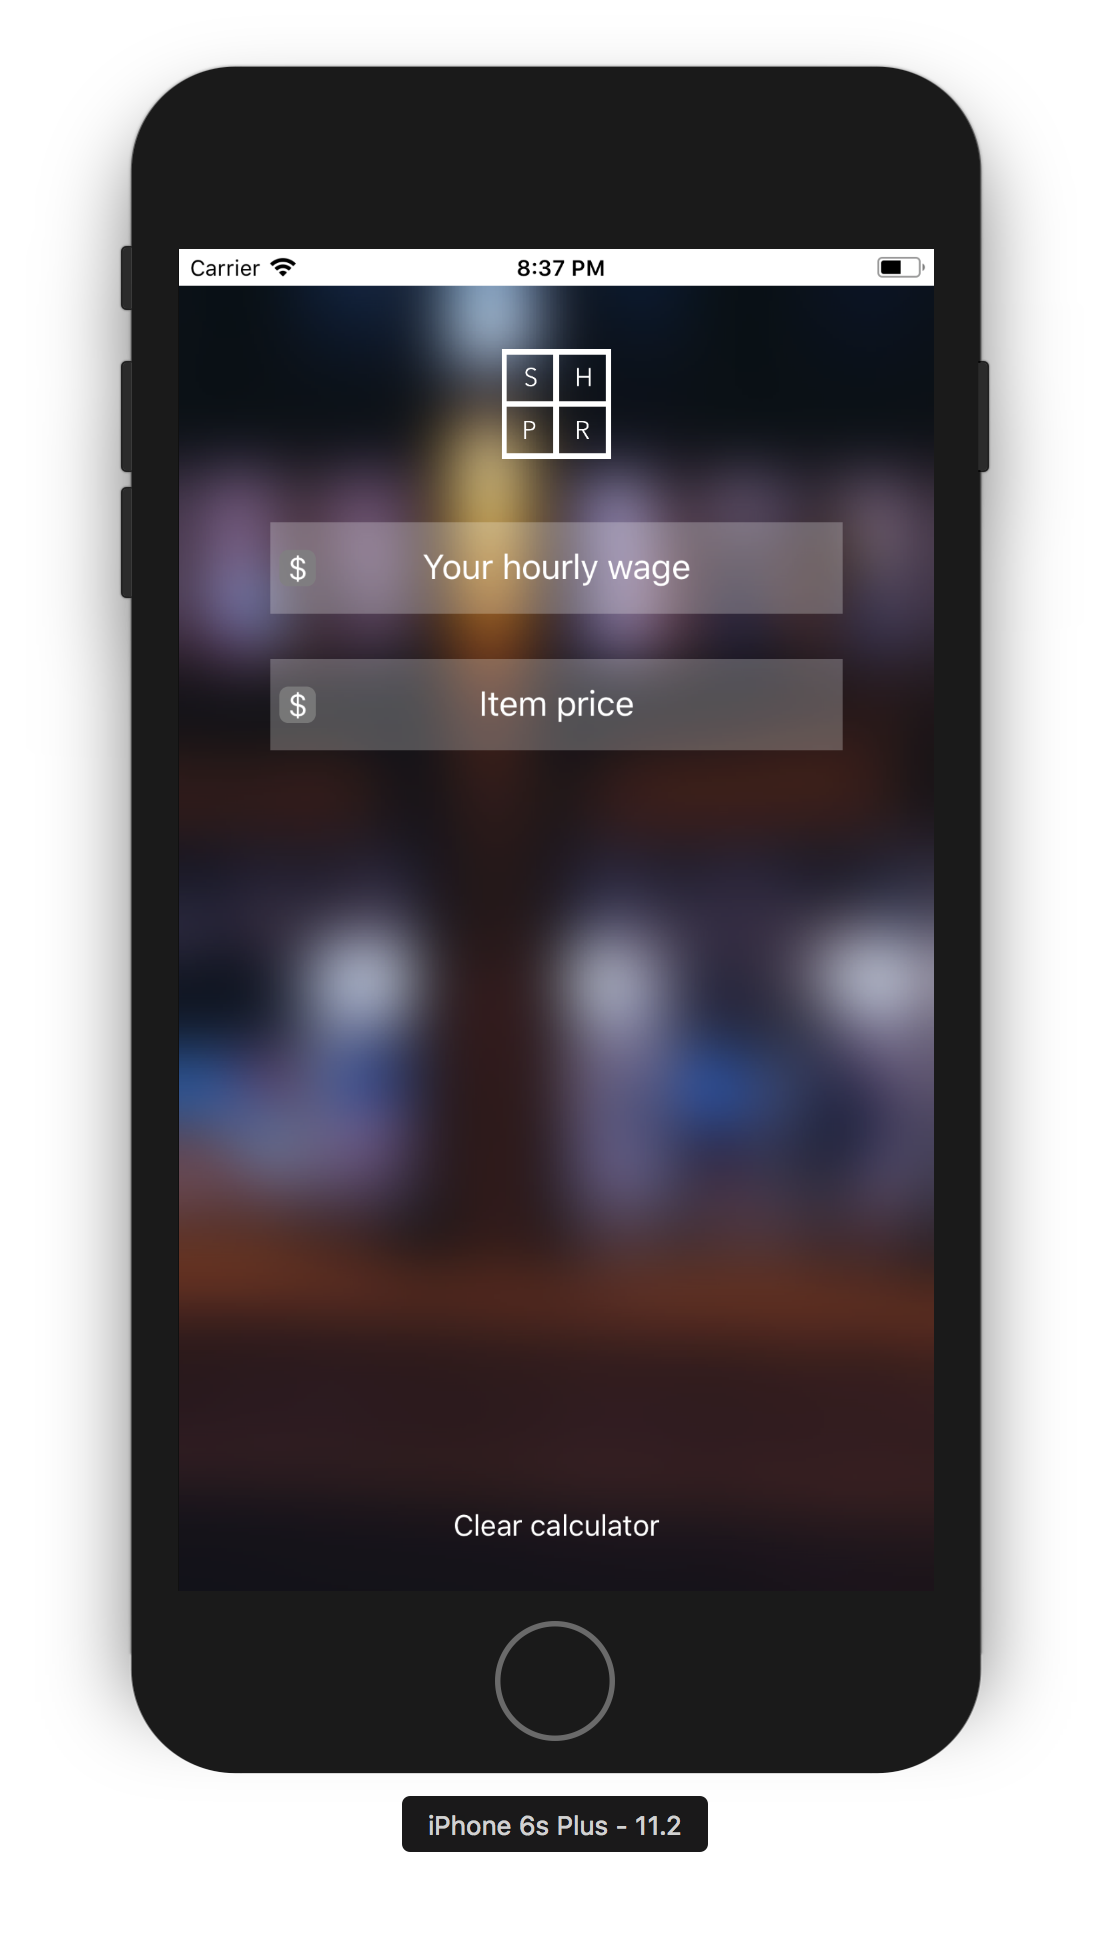 Carrier 8:37 PM
S H
P R
$ Your hourly wage
$ Item price
Clear calculator
iPhone 6s Plus - 11.2